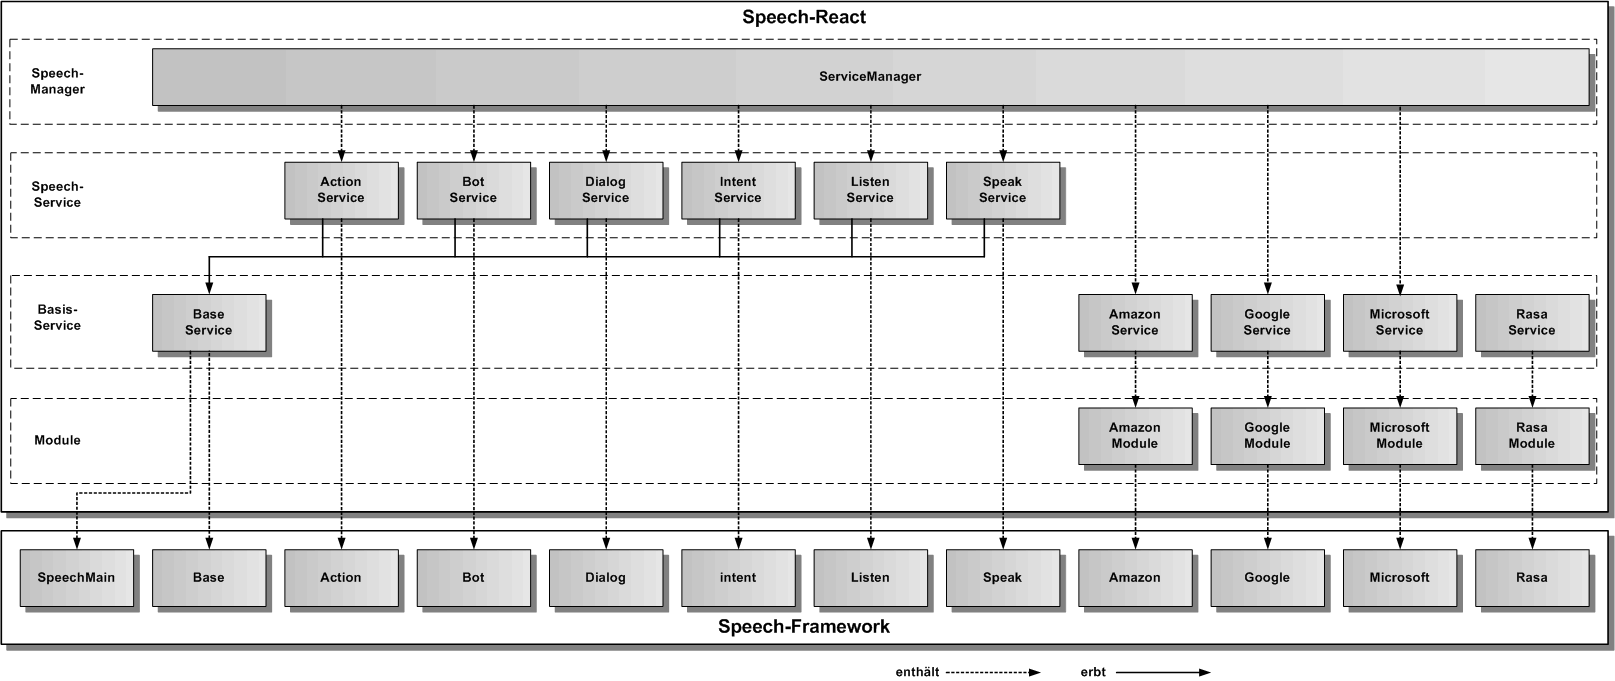 Speech-React
Speech-
Manager
ServiceManager
Speech-
Service
Action
Service
Bot
Service
Dialog
Service
Intent
Service
Listen
Service
Speak
Service
Basis-
Service
Base
Service
Amazon
Service
Google
Service
Microsoft
Service
Rasa
Service
Module
Amazon
Module
Google
Module
Microsoft
Module
Rasa
Module
SpeechMain
Base
Action
Bot
Dialog
intent
Listen
Speak
Amazon
Google
Microsoft
Rasa
Speech-Framework
enthält
erbt